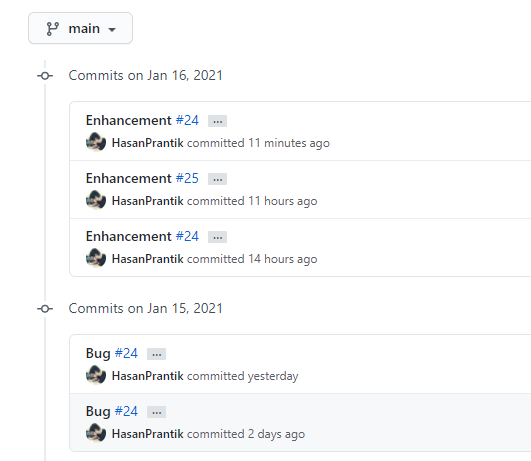 main
Commits on Jan 16, 2021
Enhancement #24 ...
HasanPrantik committed 11 minutes ago
Enhancement #25 ...
HasanPrantik committed 11 hours ago
Enhancement #24 ...
HasanPrantik committed 14 hours ago
Commits on Jan 15, 2021
Bug #24 ...
HasanPrantik committed yesterday
Bug #24 ...
HasanPrantik committed 2 days ago